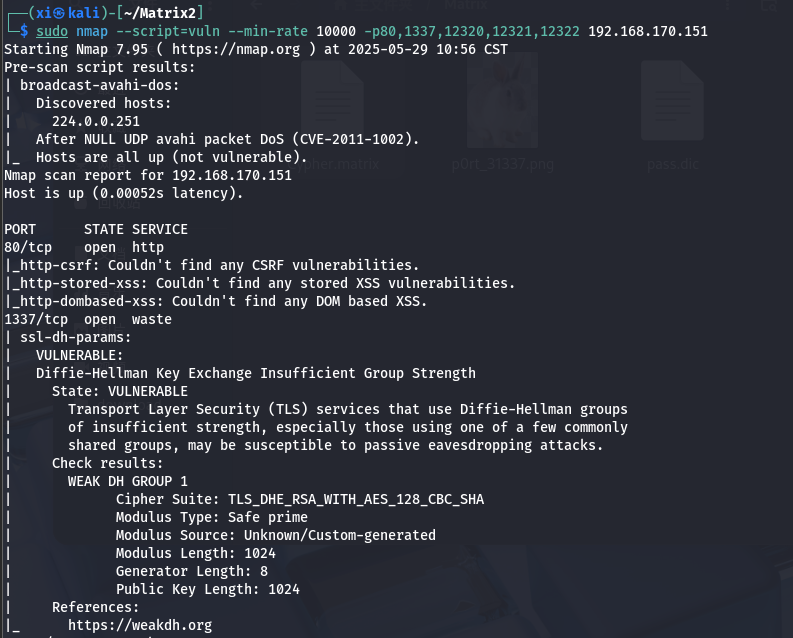 ┌──(xi㉿kali)-[~/Matrix2]
└─$ sudo nmap --script=vuln --min-rate 10000 -p80,1337,12320,12321,12322 192.168.170.151
Starting Nmap 7.95 ( https://nmap.org ) at 2025-05-29 10:56 CST
Pre-scan script results:
| broadcast-avahi-dos:
|   Discovered hosts:
|     224.0.0.251
|   After NULL UDP avahi packet DoS (CVE-2011-1002).
|_  Hosts are all up (not vulnerable).
ypher.matrix
p0rt_31337.png
pass.dic
Nmap scan report for 192.168.170.151
Host is up (0.00052s latency).

PORT      STATE SERVICE
80/tcp    open  http
|_http-csrf: Couldn't find any CSRF vulnerabilities.
|_http-stored-xss: Couldn't find any stored XSS vulnerabilities.
|_http-dombased-xss: Couldn't find any DOM based XSS.
1337/tcp  open  waste
| ssl-dh-params:
|   VULNERABLE:
|   Diffie-Hellman Key Exchange Insufficient Group Strength
|     State: VULNERABLE
|       Transport Layer Security (TLS) services that use Diffie-Hellman groups
|       of insufficient strength, especially those using one of a few commonly
|       shared groups, may be susceptible to passive eavesdropping attacks.
|     Check results:
|       WEAK DH GROUP 1
|             Cipher Suite: TLS_DHE_RSA_WITH_AES_128_CBC_SHA
|             Modulus Type: Safe prime
|             Modulus Source: Unknown/Custom-generated
|             Modulus Length: 1024
|             Generator Length: 8
|             Public Key Length: 1024
|     References:
|_      https://weakdh.org